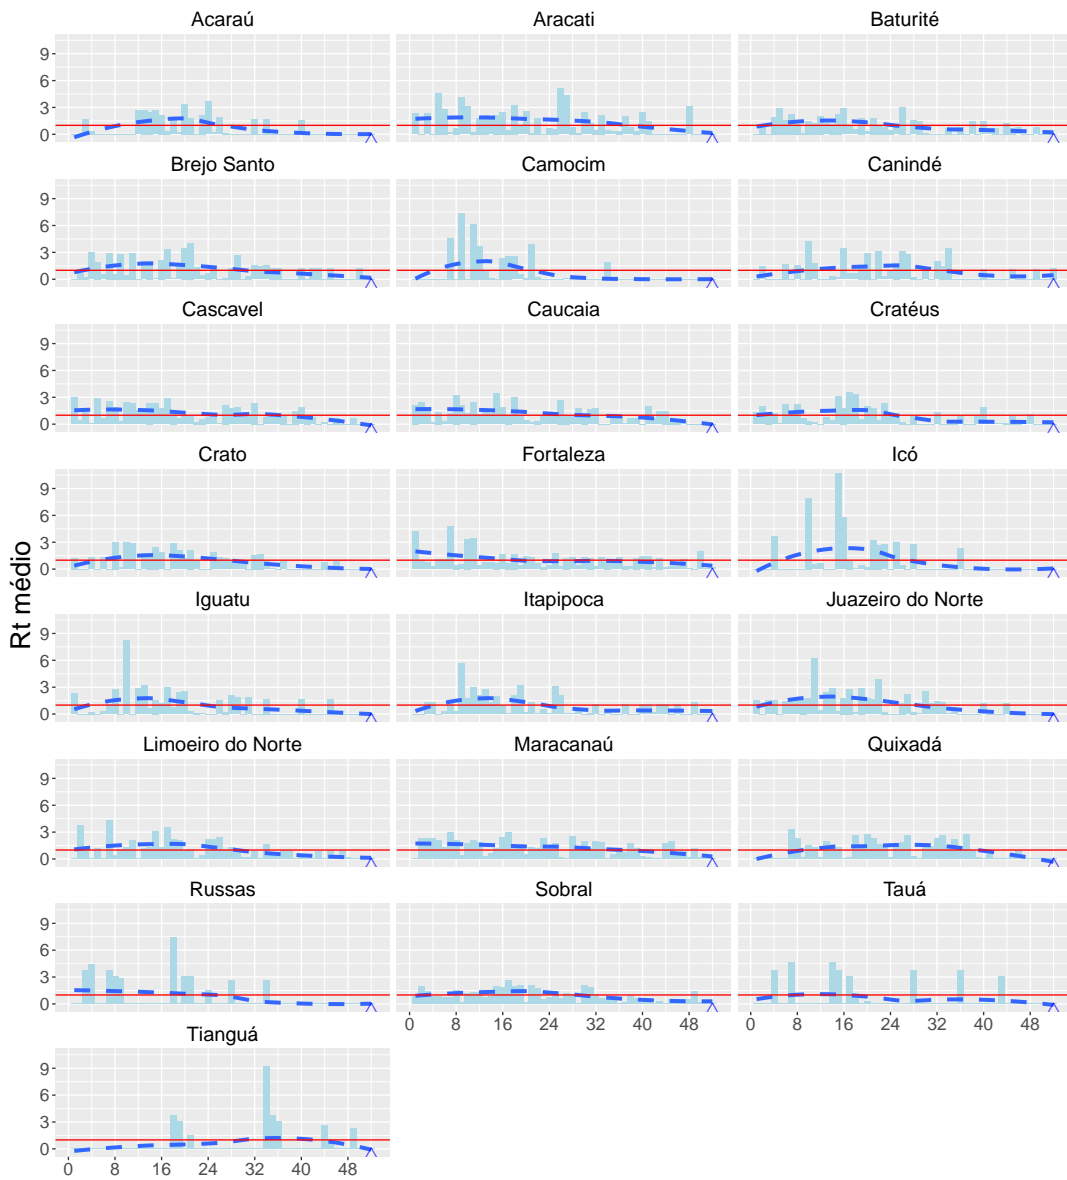 Acaraú Aracati Baturité
9
6
3
0
Brejo Santo Camocim Canindé
9
6
3
0
Cascavel Caucaia Cratéus
9
6
3
0
Crato Fortaleza Icó
9
6
3
0
Rt médio
Iguatu Itapipoca Juazeiro do Norte
9
6
3
0
Limoeiro do Norte Maracanaú Quixadá
9
6
3
0
Russas Sobral Tauá
9
6
3
0
0 8 16 24 32 40 48 0 8 16 24 32 40 48
Tianguá
9
6
3
0
0 8 16 24 32 40 48